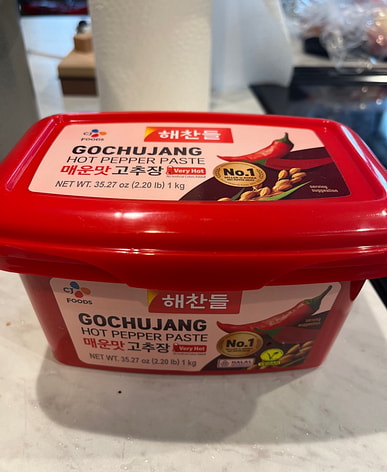 CJ
FOODS
해찬들
GOCHUJANG
HOT PEPPER PASTE
매운맛 고추장 Very Hot
NET WT. 35.27 oz (2.20 lb) 1 kg
No.1
serving
suggestion
CJ
FOODS
해찬들
GOCHUJANG
HOT PEPPER PASTE
매운맛 고추장 Very Hot
NET WT. 35.27 oz (2.20 lb) 1 kg
No.1
HALAL